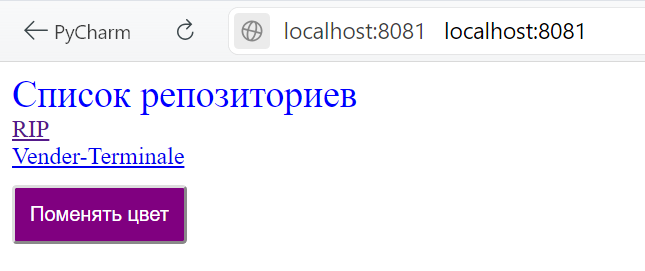 PyCharm localhost:8081 localhost:8081
Список репозиториев
RIP
Vender-Terminale
Поменять цвет